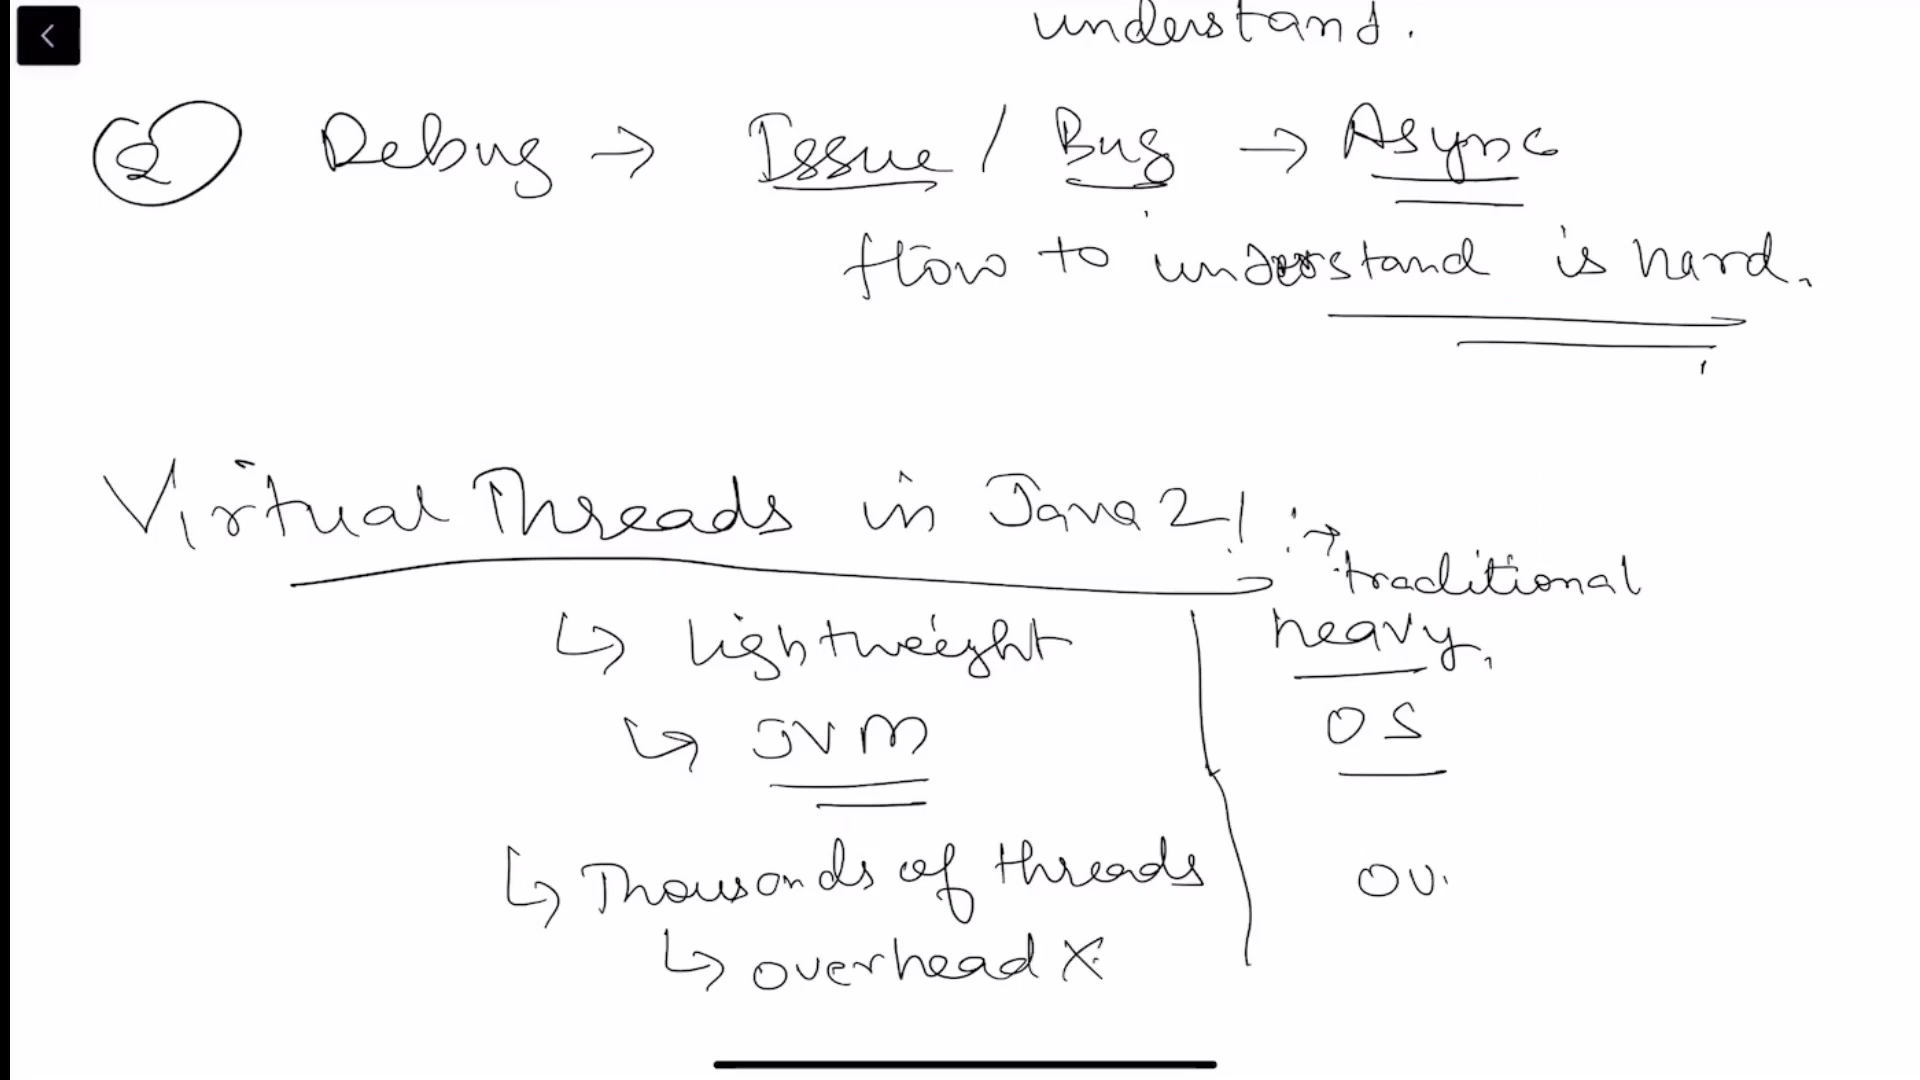 understand.
2 Debug → Issue / Bug → Async
flow to understand is hard.
Virtual Threads in Java 21 : →
traditional
↳ Lightweight
heavy.
↳ JVM
OS
↳ Thousands of threads
ov
↳ overhead X